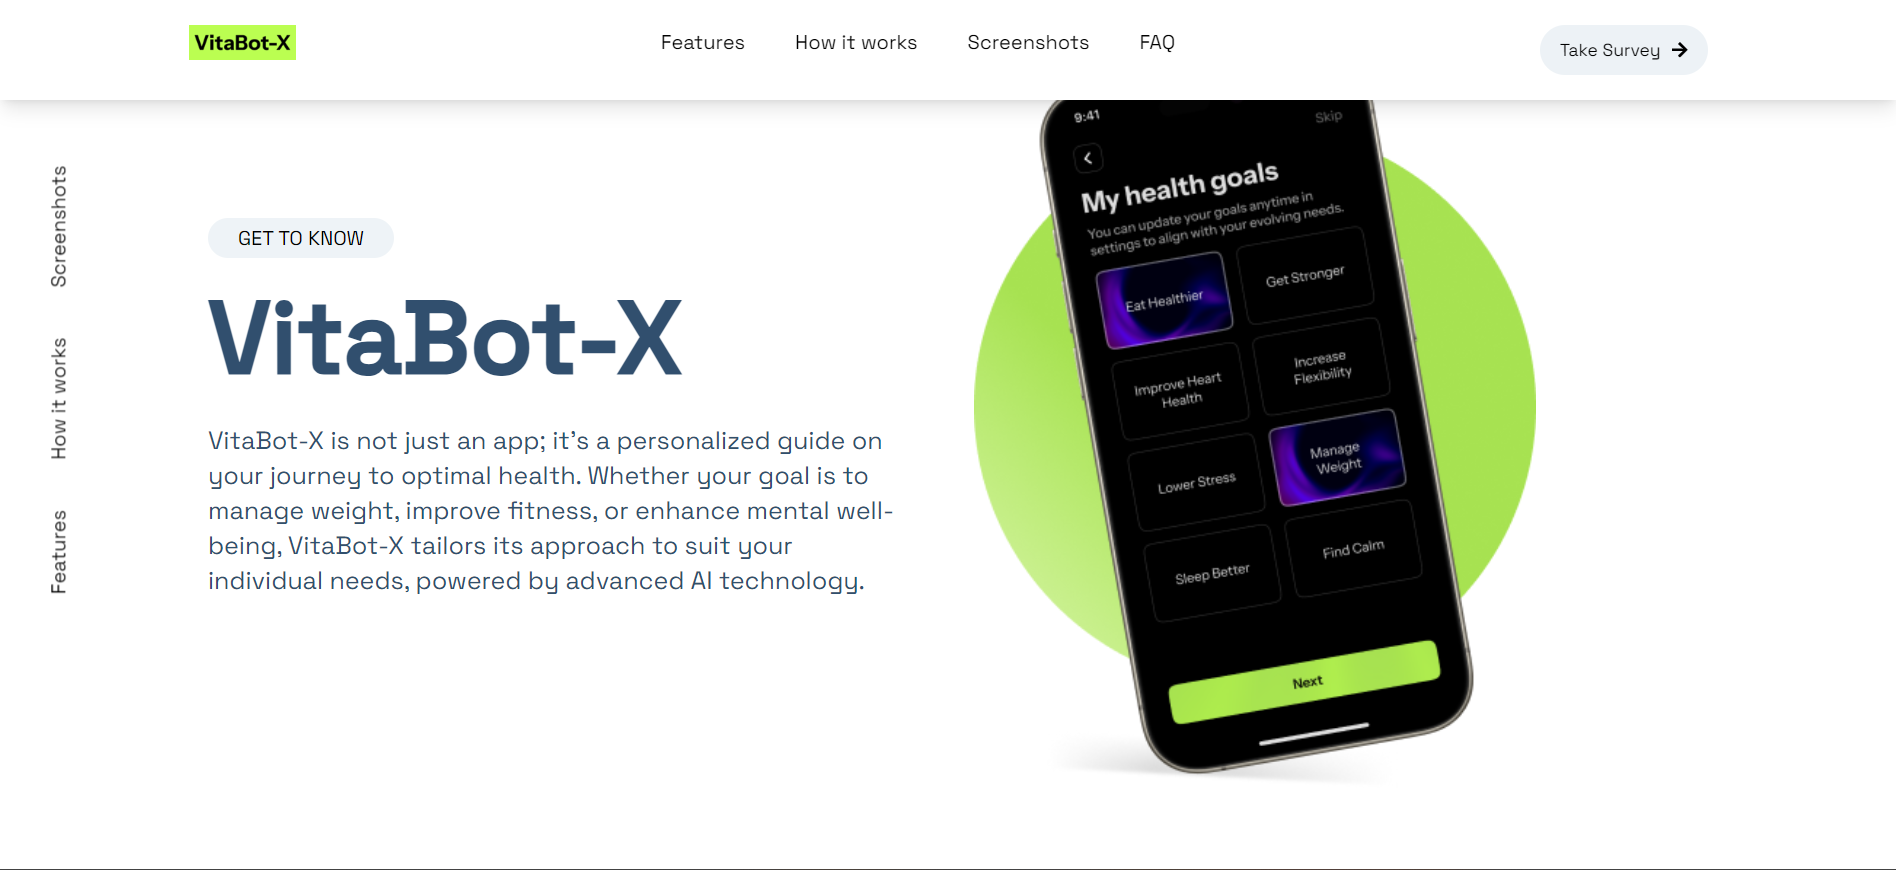 VitaBot-X
Features
How it works
Screenshots
FAQ
Take Survey
Screenshots
How it works
Features
GET TO KNOW
VitaBot-X
VitaBot-X is not just an app; it's a personalized guide on
your journey to optimal health. Whether your goal is to
manage weight, improve fitness, or enhance mental well-
being, VitaBot-X tailors its approach to suit your
individual needs, powered by advanced AI technology.
9:41
Skip
My health goals
You can update your goals anytime in
settings to align with your evolving needs.
Eat Healthier
Get Stronger
Improve Heart
Health
Increase
Flexibility
Lower Stress
Manage
Weight
Sleep Better
Find Calm
Next